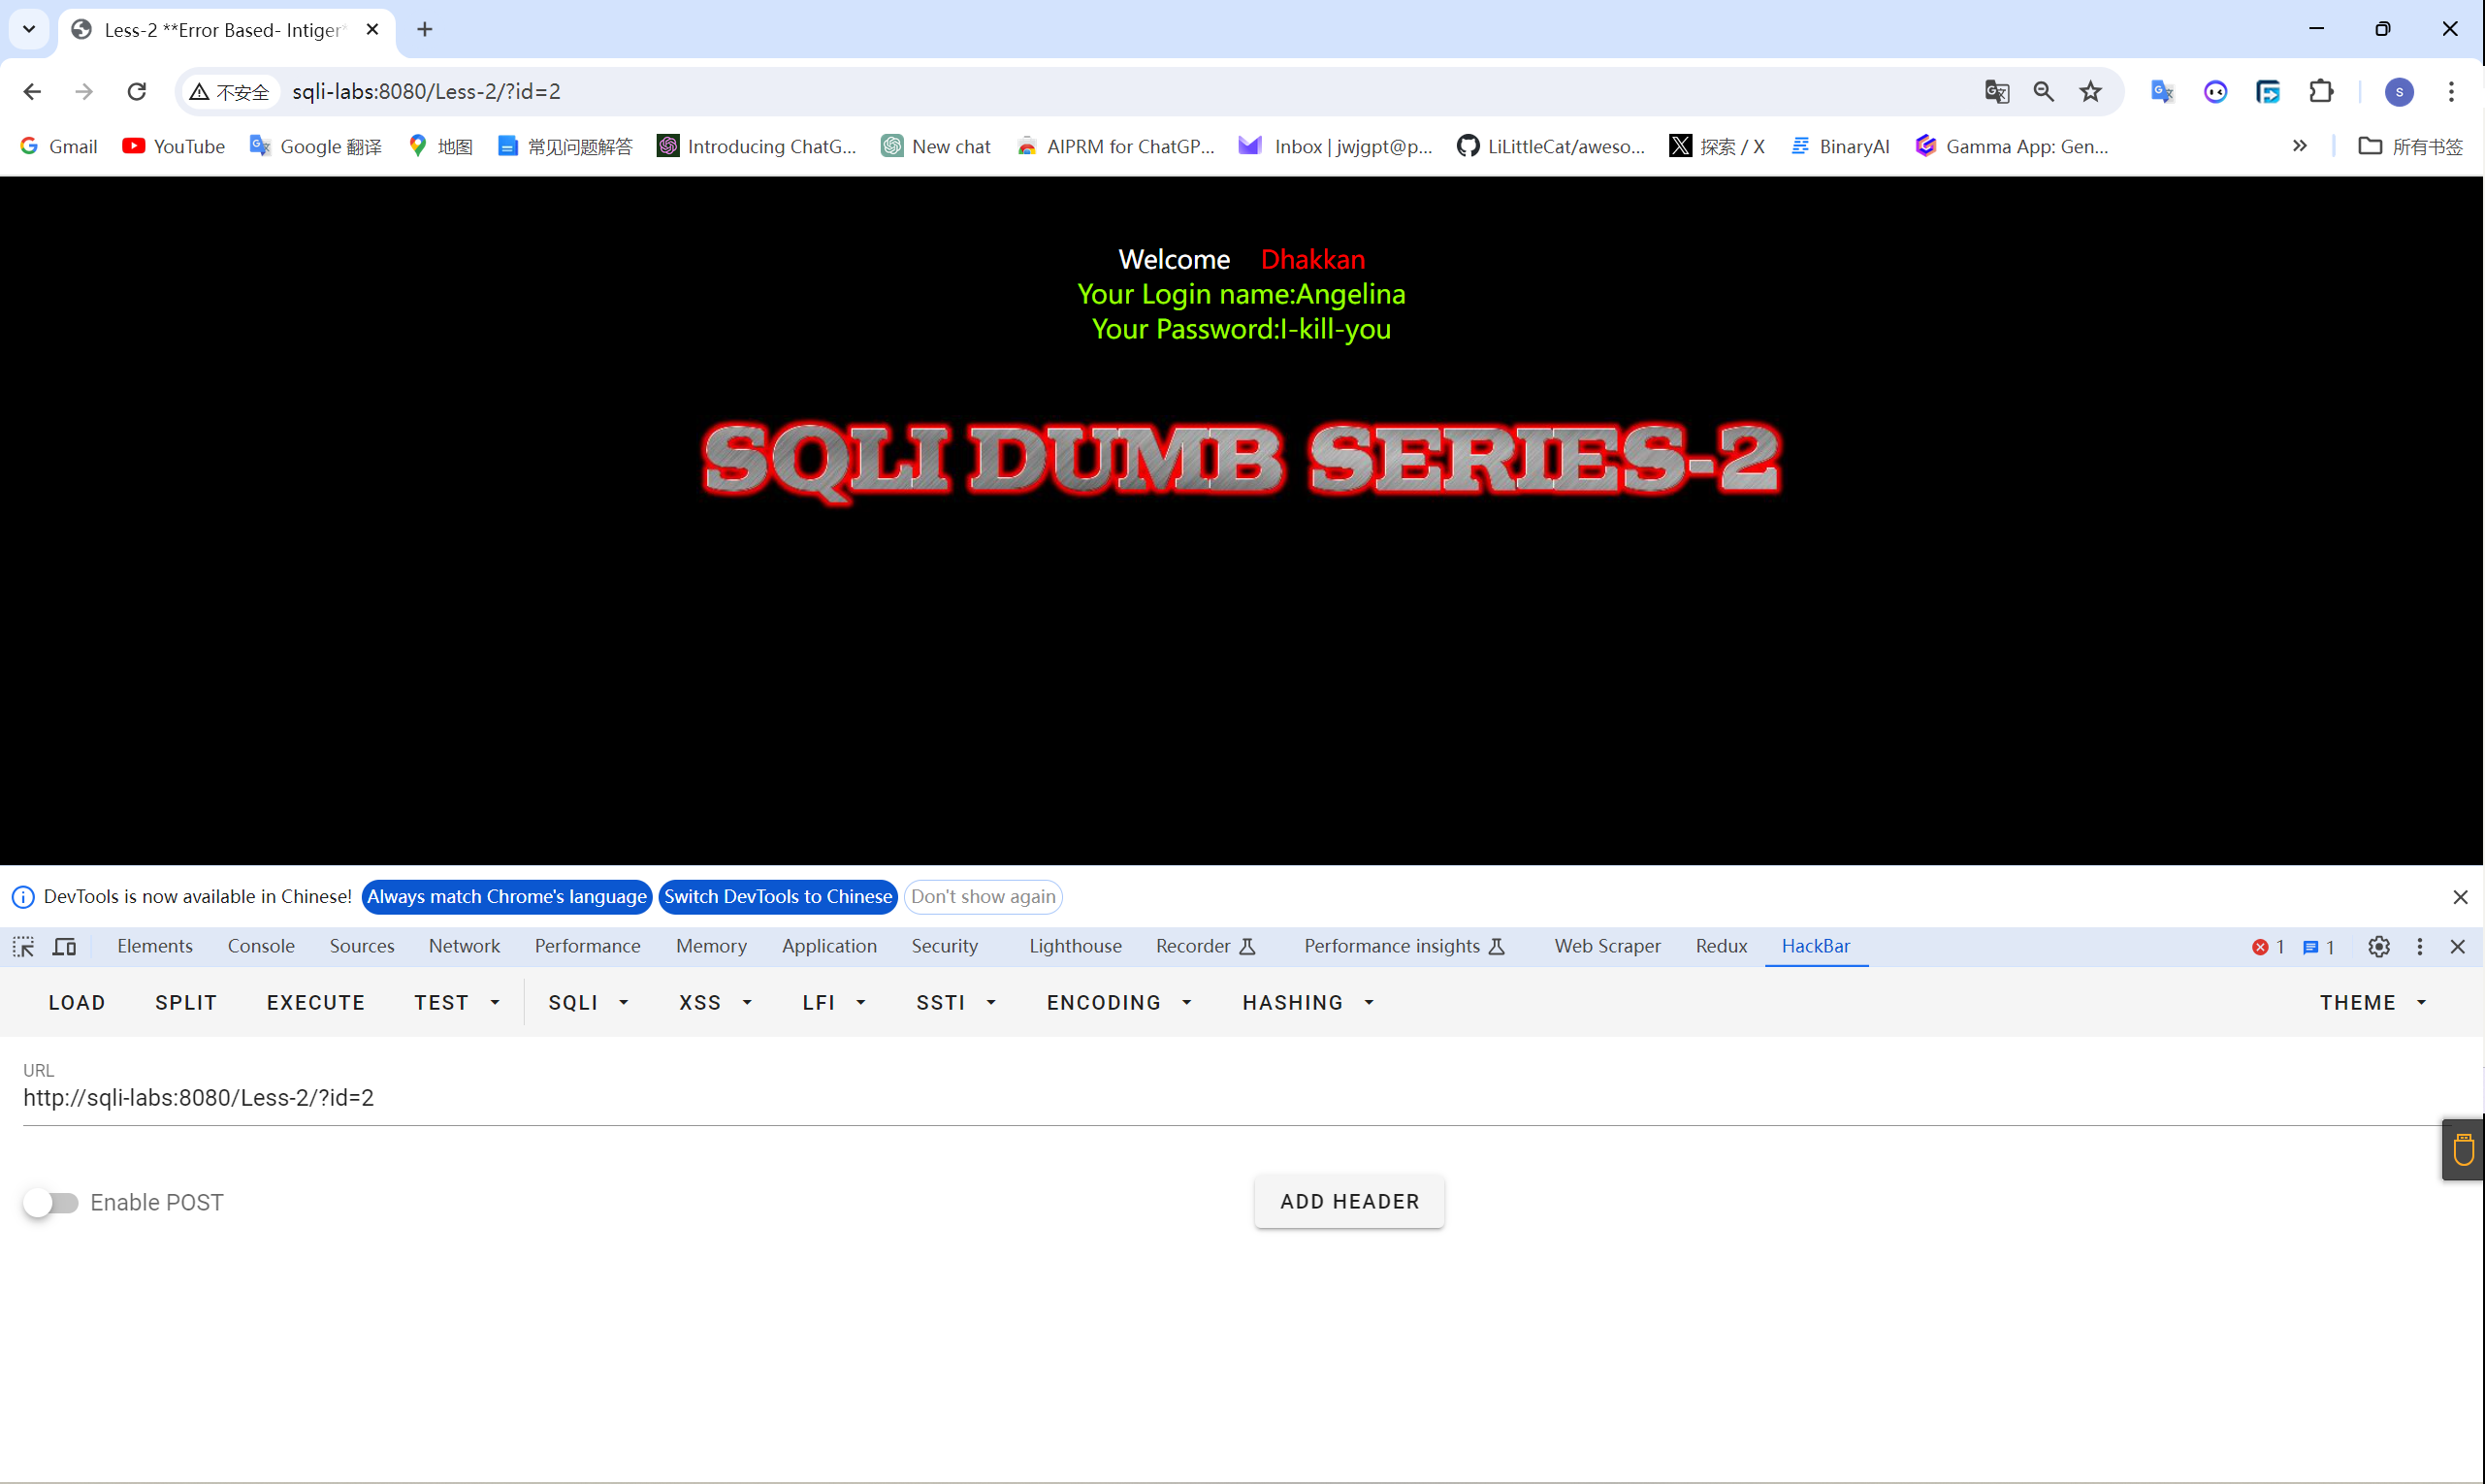 Less-2 **Error Based- Intiger*
不安全 sqli-labs:8080/Less-2/?id=2
S
Gmail YouTube Google 翻译 地图 常见问题解答 Introducing ChatG... New chat AIPRM for ChatGP... Inbox | jwjgpt@p... LiLittleCat/aweso... 探索 / X BinaryAI Gamma App: Gen... » 所有书签
Welcome Dhakkan
Your Login name:Angelina
Your Password:I-kill-you
SQLI DUMB SERIES-2
DevTools is now available in Chinese! Always match Chrome's language Switch DevTools to Chinese Don't show again
Elements Console Sources Network Performance Memory Application Security Lighthouse Recorder Performance insights Web Scraper Redux HackBar 1 1
LOAD SPLIT EXECUTE TEST SQLI XSS LFI SSTI ENCODING HASHING THEME
URL
http://sqli-labs:8080/Less-2/?id=2
Enable POST ADD HEADER